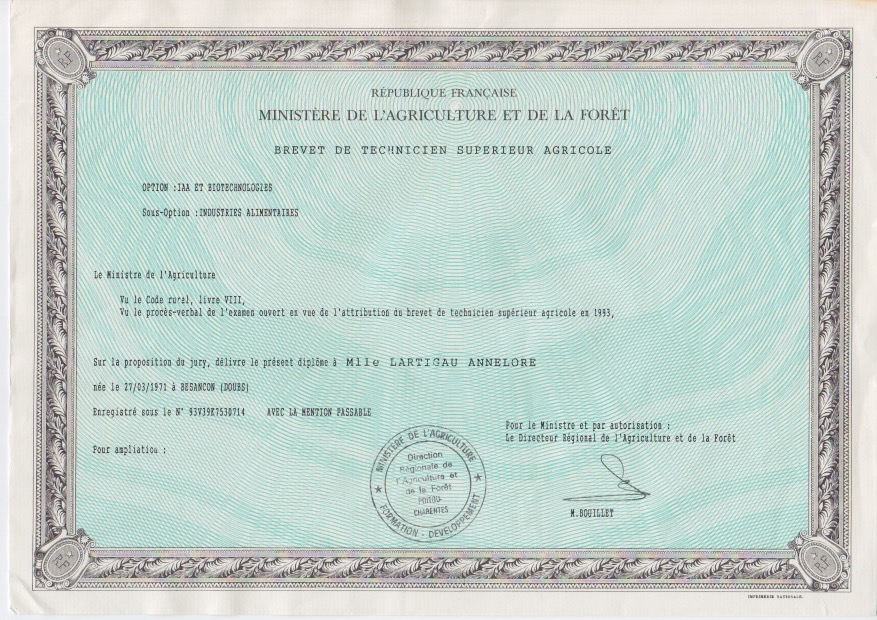 RÉPUBLIQUE FRANÇAISE
MINISTÈRE DE L'AGRICULTURE ET DE LA FORÊT
BREVET DE TECHNICIEN SUPERIEUR AGRICOLE
OPTION :IAA ET BIOTECHNOLOGIES
Sous-Option :INDUSTRIES ALIMENTAIRES
Le Ministre de l'Agriculture
Vu le Code rural, livre VIII,
Vu le procès-verbal de l'examen ouvert en vue de l'attribution du brevet de technicien supérieur agricole en 1993,
Sur la proposition du jury, délivre le présent diplôme à Mlle LARTIGAU ANNELORE
née le 27/03/1971 à BESANCON (DOUBS)
Enregistré sous le N° 93V39E7530714 AVEC LA MENTION PASSABLE
Pour le Ministre et par autorisation :
Le Directeur Régional de l'Agriculture et de la Forêt
Pour ampliation :
MINISTÈRE DE L'AGRICULTURE
Direction
Régionale de
l'Agriculture et
de la Forêt
POITOU-
CHARENTES
FORMATION - DEVELOPPEMENT
M.BOUILLET
IMPRIMERIE NATIONALE.